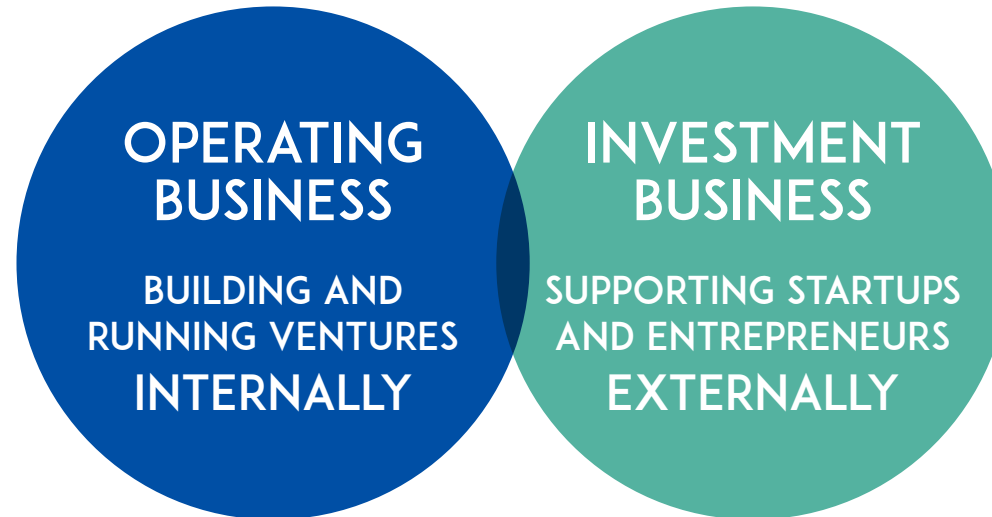 OPERATING
BUSINESS
BUILDING AND
RUNNING VENTURES
INTERNALLY
INVESTMENT
BUSINESS
SUPPORTING STARTUPS
AND ENTREPRENEURS
EXTERNALLY